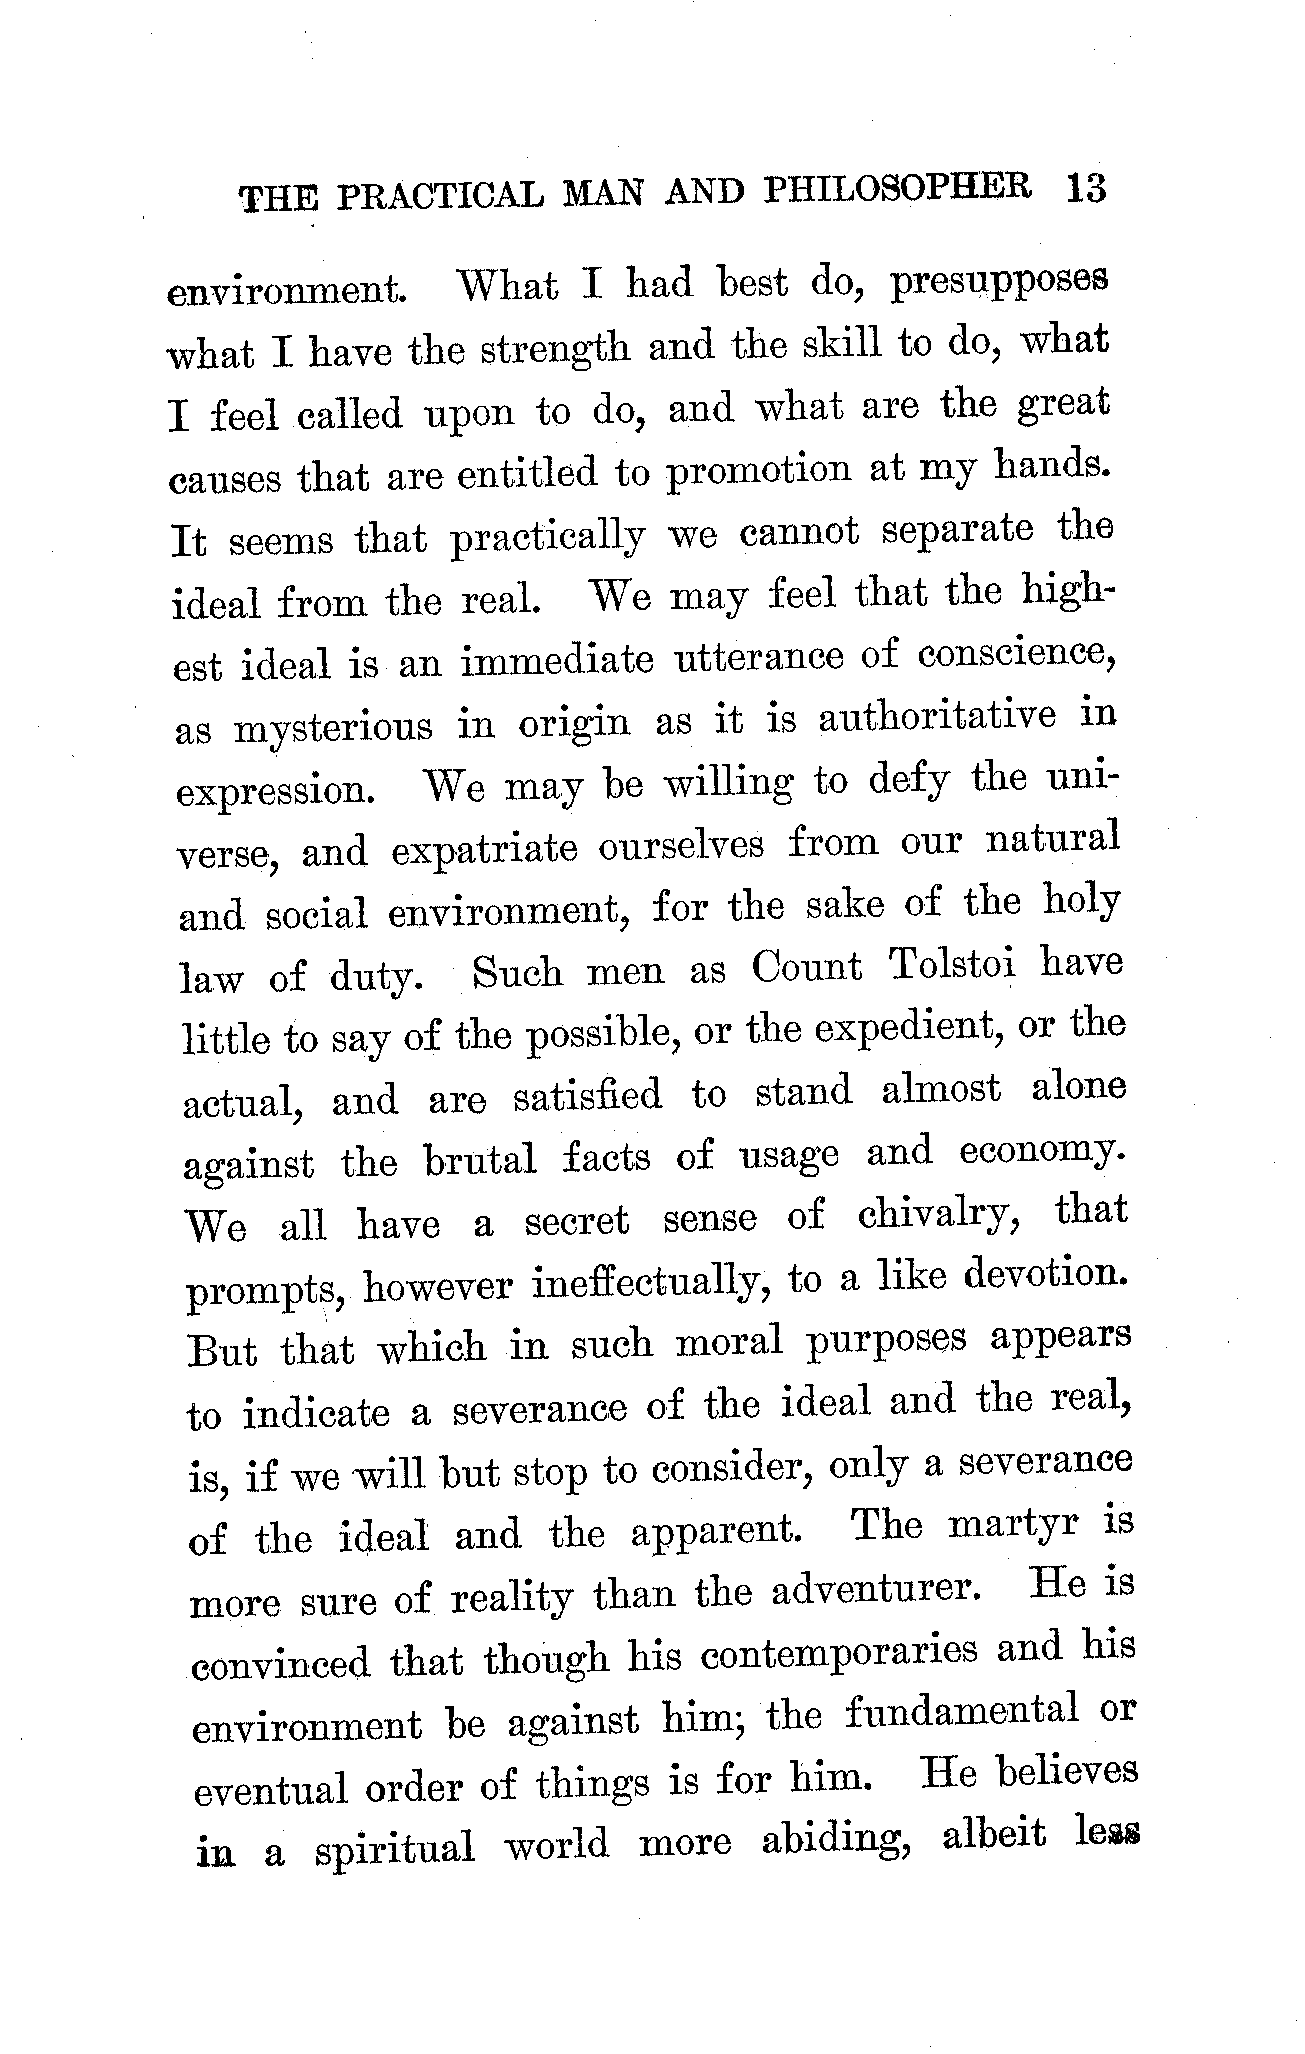 THE PRACTICAL MAN AND PHILOSOPHER 13
environment. What I had best do, presupposes
what I have the strength and the skill to do, what
I feel called upon to do, and what are the great
causes that are entitled to promotion at my hands.
It seems that practically we cannot separate the
ideal from the real. We may feel that the high-
est ideal is an immediate utterance of conscience,
as mysterious in origin as it is authoritative in
expression. We may be willing to defy the uni-
verse, and expatriate ourselves from our natural
and social environment, for the sake of the holy
law of duty. Such men as Count Tolstoi have
little to say of the possible, or the expedient, or the
actual, and are satisfied to stand almost alone
against the brutal facts of usage and economy.
We all have a secret sense of chivalry, that
prompts, however ineffectually, to a like devotion.
But that which in such moral purposes appears
to indicate a severance of the ideal and the real,
is, if we will but stop to consider, only a severance
of the ideal and the apparent. The martyr is
more sure of reality than the adventurer. He is
convinced that though his contemporaries and his
environment be against him; the fundamental or
eventual order of things is for him. He believes
in a spiritual world more abiding, albeit less